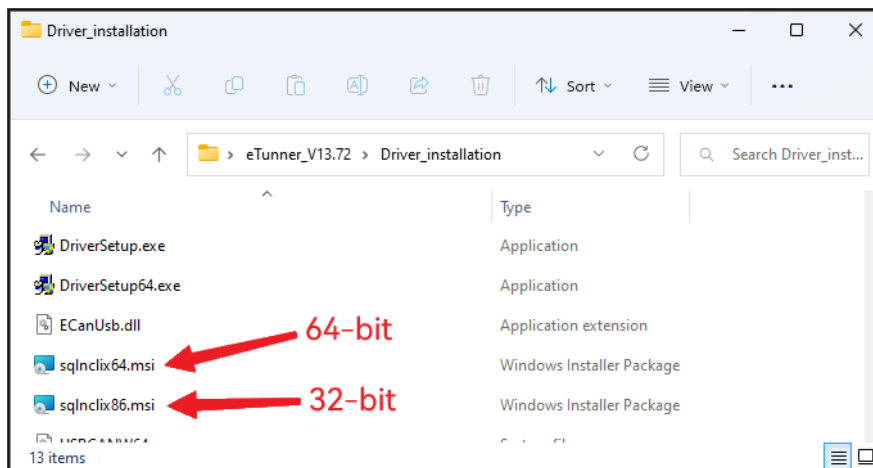 Driver_installation
New
Sort
View
eTunner_V13.72 > Driver_installation
Search Driver_inst...
Name
Type
DriverSetup.exe
Application
DriverSetup64.exe
Application
ECanUsb.dll
Application extension
64-bit
sqlnclix64.msi
Windows Installer Package
sqlnclix86.msi
32-bit
Windows Installer Package
13 items